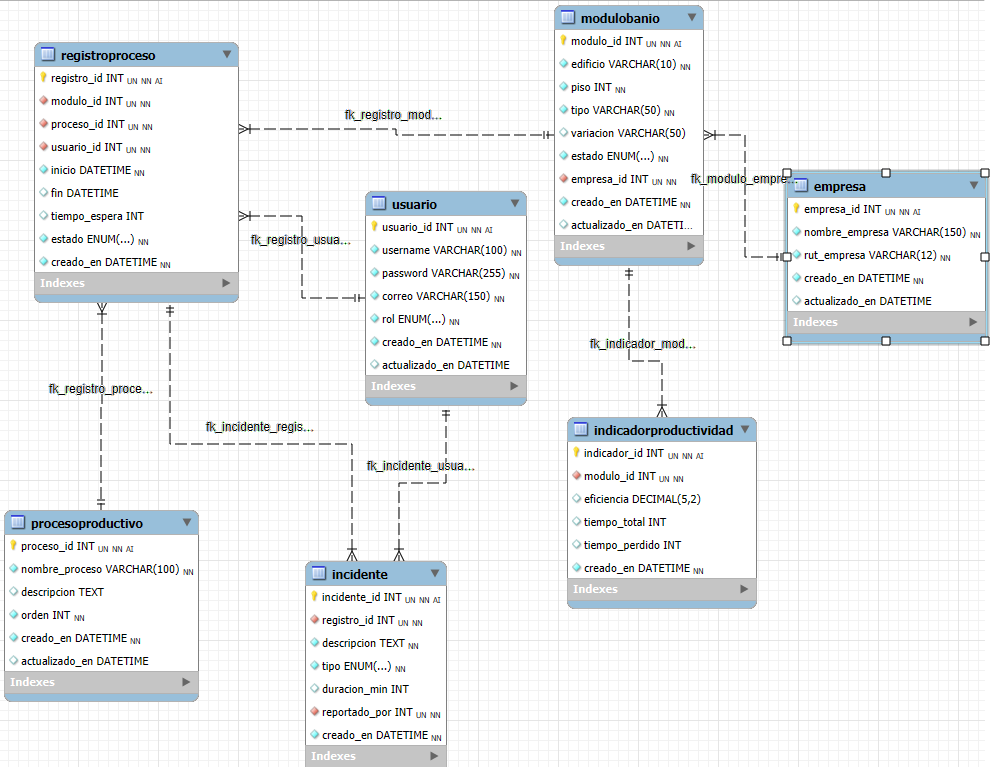 registroproceso
registro_id INT UN NN AI
modulo_id INT UN NN
proceso_id INT UN NN
usuario_id INT UN NN
inicio DATETIME NN
fin DATETIME
tiempo_espera INT
estado ENUM(...) NN
creado_en DATETIME NN
Indexes
fk_registro_mod...
fk_registro_usua...
usuario
usuario_id INT UN NN AI
username VARCHAR(100) NN
password VARCHAR(255) NN
correo VARCHAR(150) NN
rol ENUM(...) NN
creado_en DATETIME NN
actualizado_en DATETIME
Indexes
modulobanio
modulo_id INT UN NN AI
edificio VARCHAR(10) NN
piso INT NN
tipo VARCHAR(50) NN
variacion VARCHAR(50)
estado ENUM(...) NN
empresa_id INT UN NN
creado_en DATETIME NN
actualizado_en DATETI...
Indexes
fk_modulo_empre...
empresa
empresa_id INT UN NN AI
nombre_empresa VARCHAR(150) NN
rut_empresa VARCHAR(12) NN
creado_en DATETIME NN
actualizado_en DATETIME
Indexes
fk_indicador_mod...
fk_registro_proce...
fk_incidente_regis...
fk_incidente_usua...
indicadorproductividad
indicador_id INT UN NN AI
modulo_id INT UN NN
eficiencia DECIMAL(5,2)
tiempo_total INT
tiempo_perdido INT
creado_en DATETIME NN
Indexes
procesoproductivo
proceso_id INT UN NN AI
nombre_proceso VARCHAR(100) NN
descripcion TEXT
orden INT NN
creado_en DATETIME NN
actualizado_en DATETIME
Indexes
incidente
incidente_id INT UN NN AI
registro_id INT UN NN
descripcion TEXT NN
tipo ENUM(...) NN
duracion_min INT
reportado_por INT UN NN
creado_en DATETIME NN
Indexes